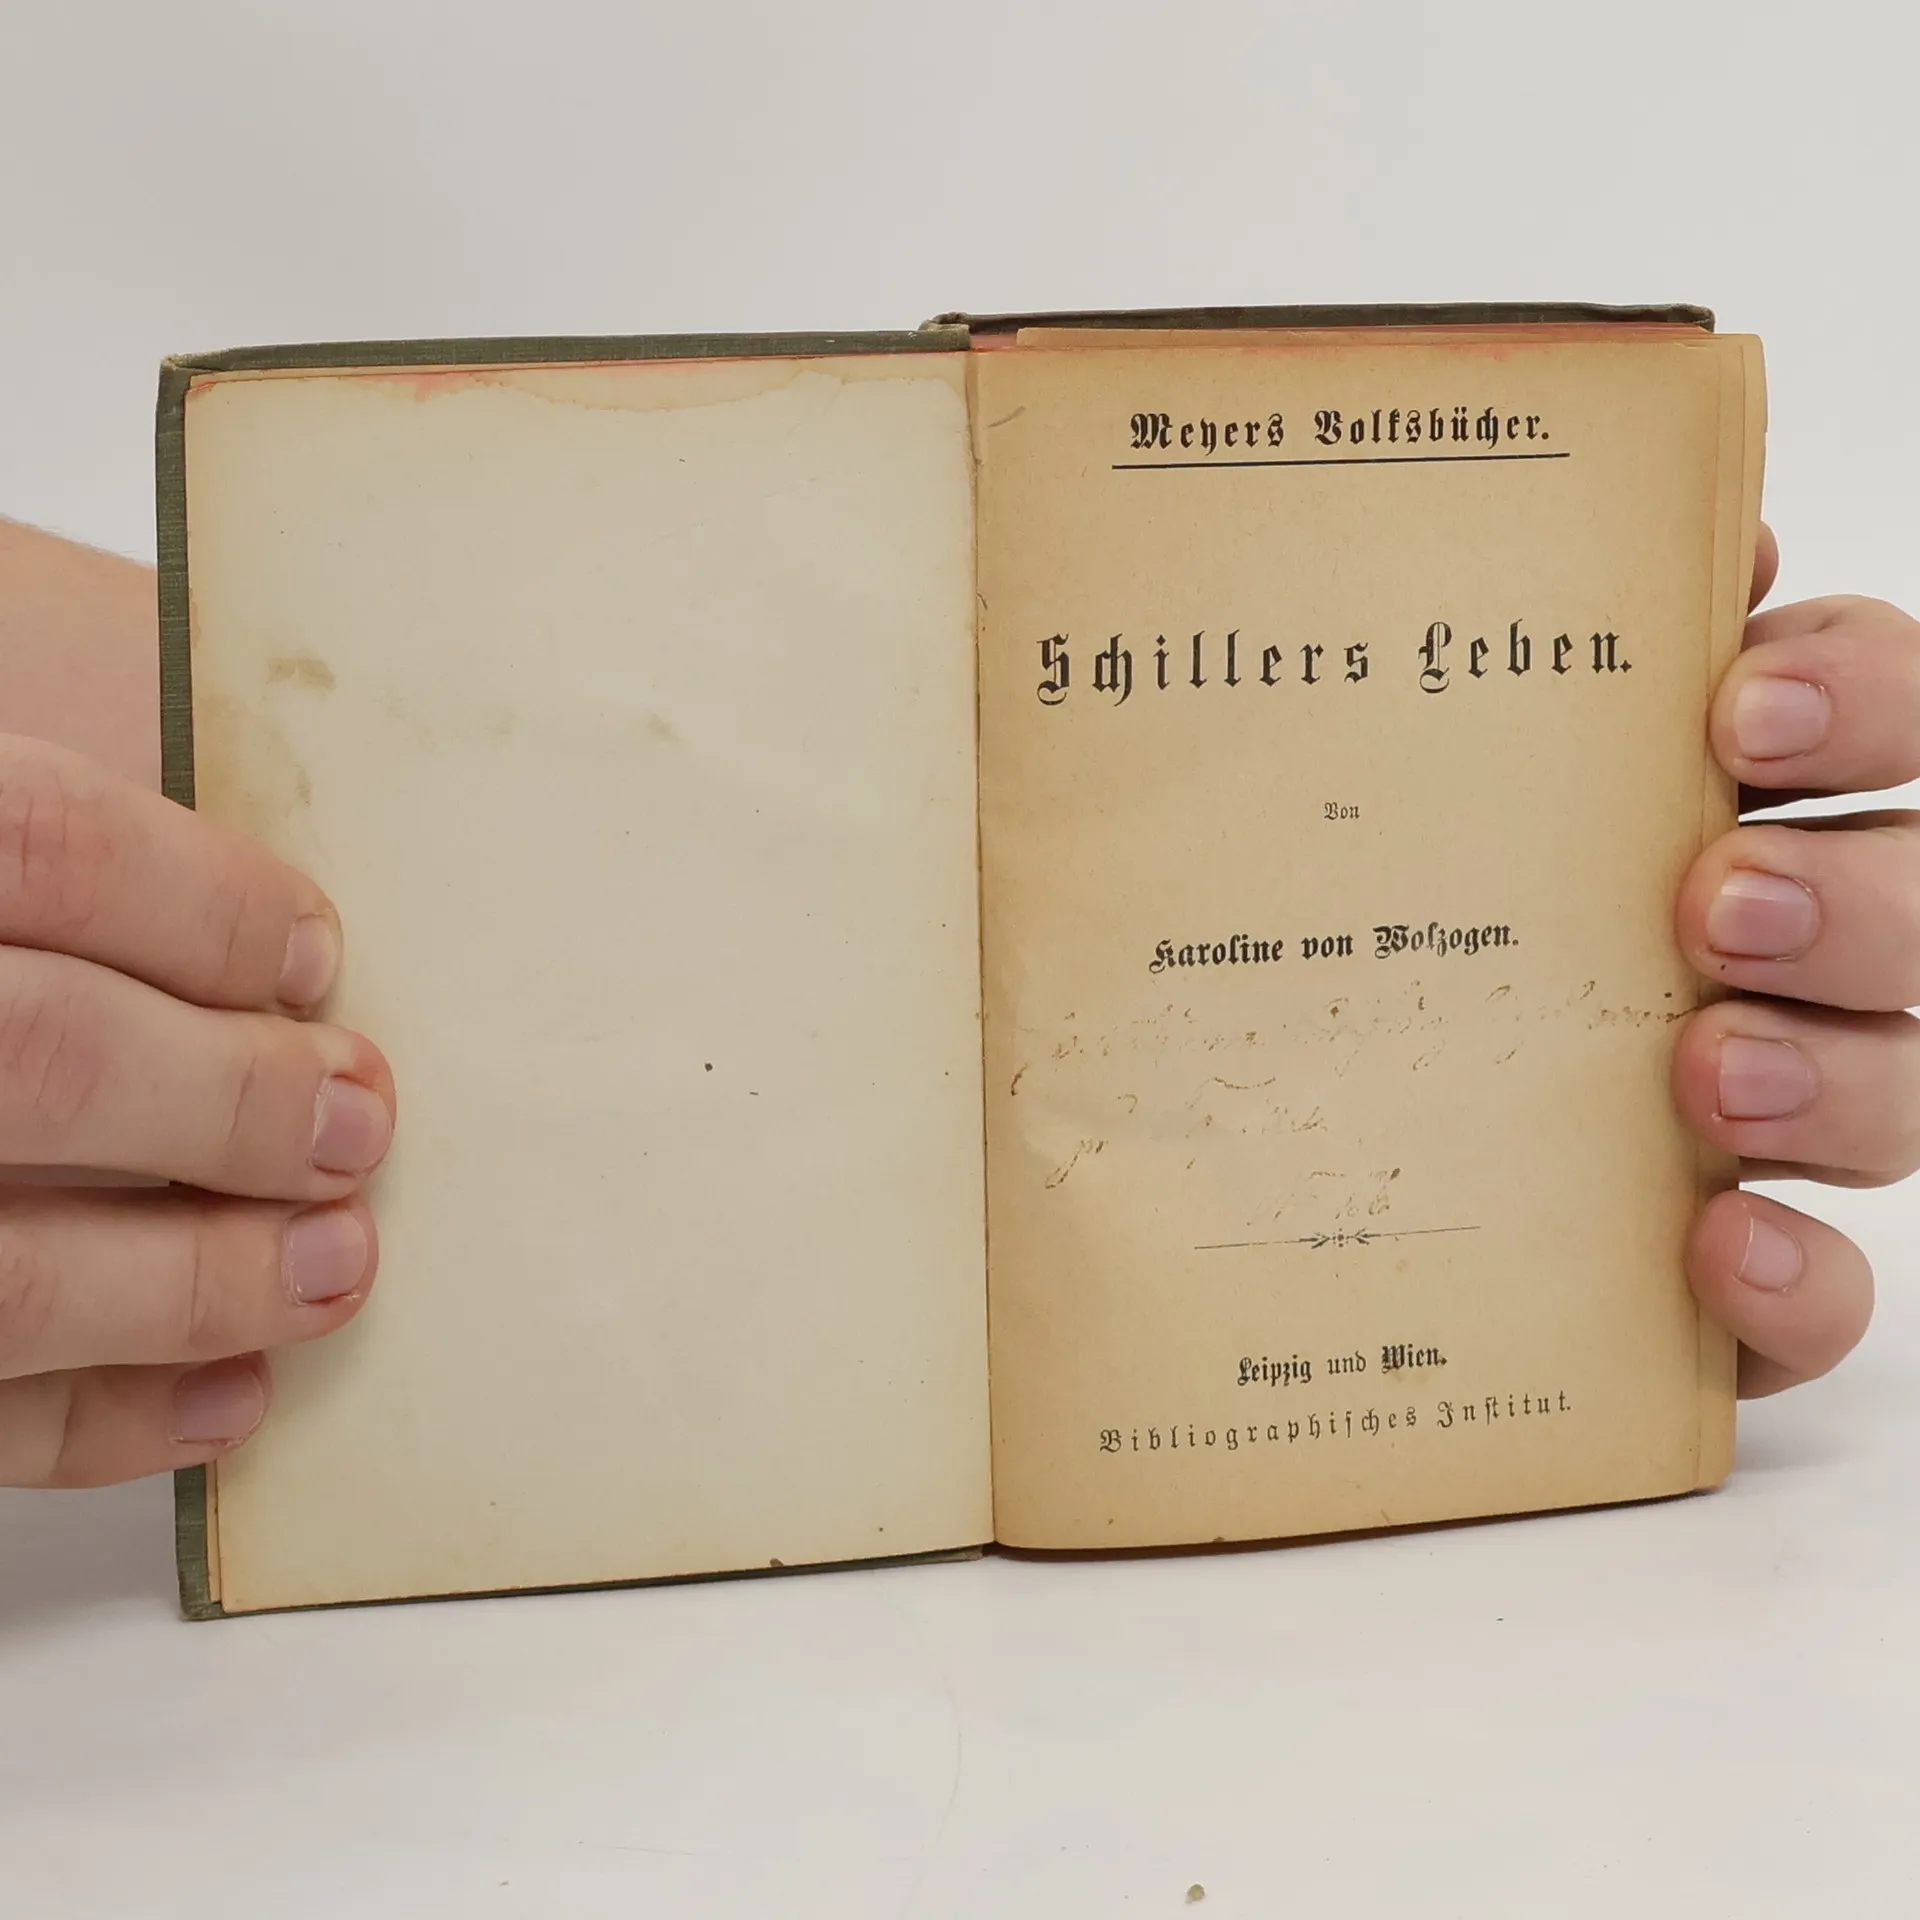 Meyers Volksbücher.
Schillers Leben.
Von
Karoline von Wolzogen.
Leipzig und Wien.
Bibliographisches Institut.